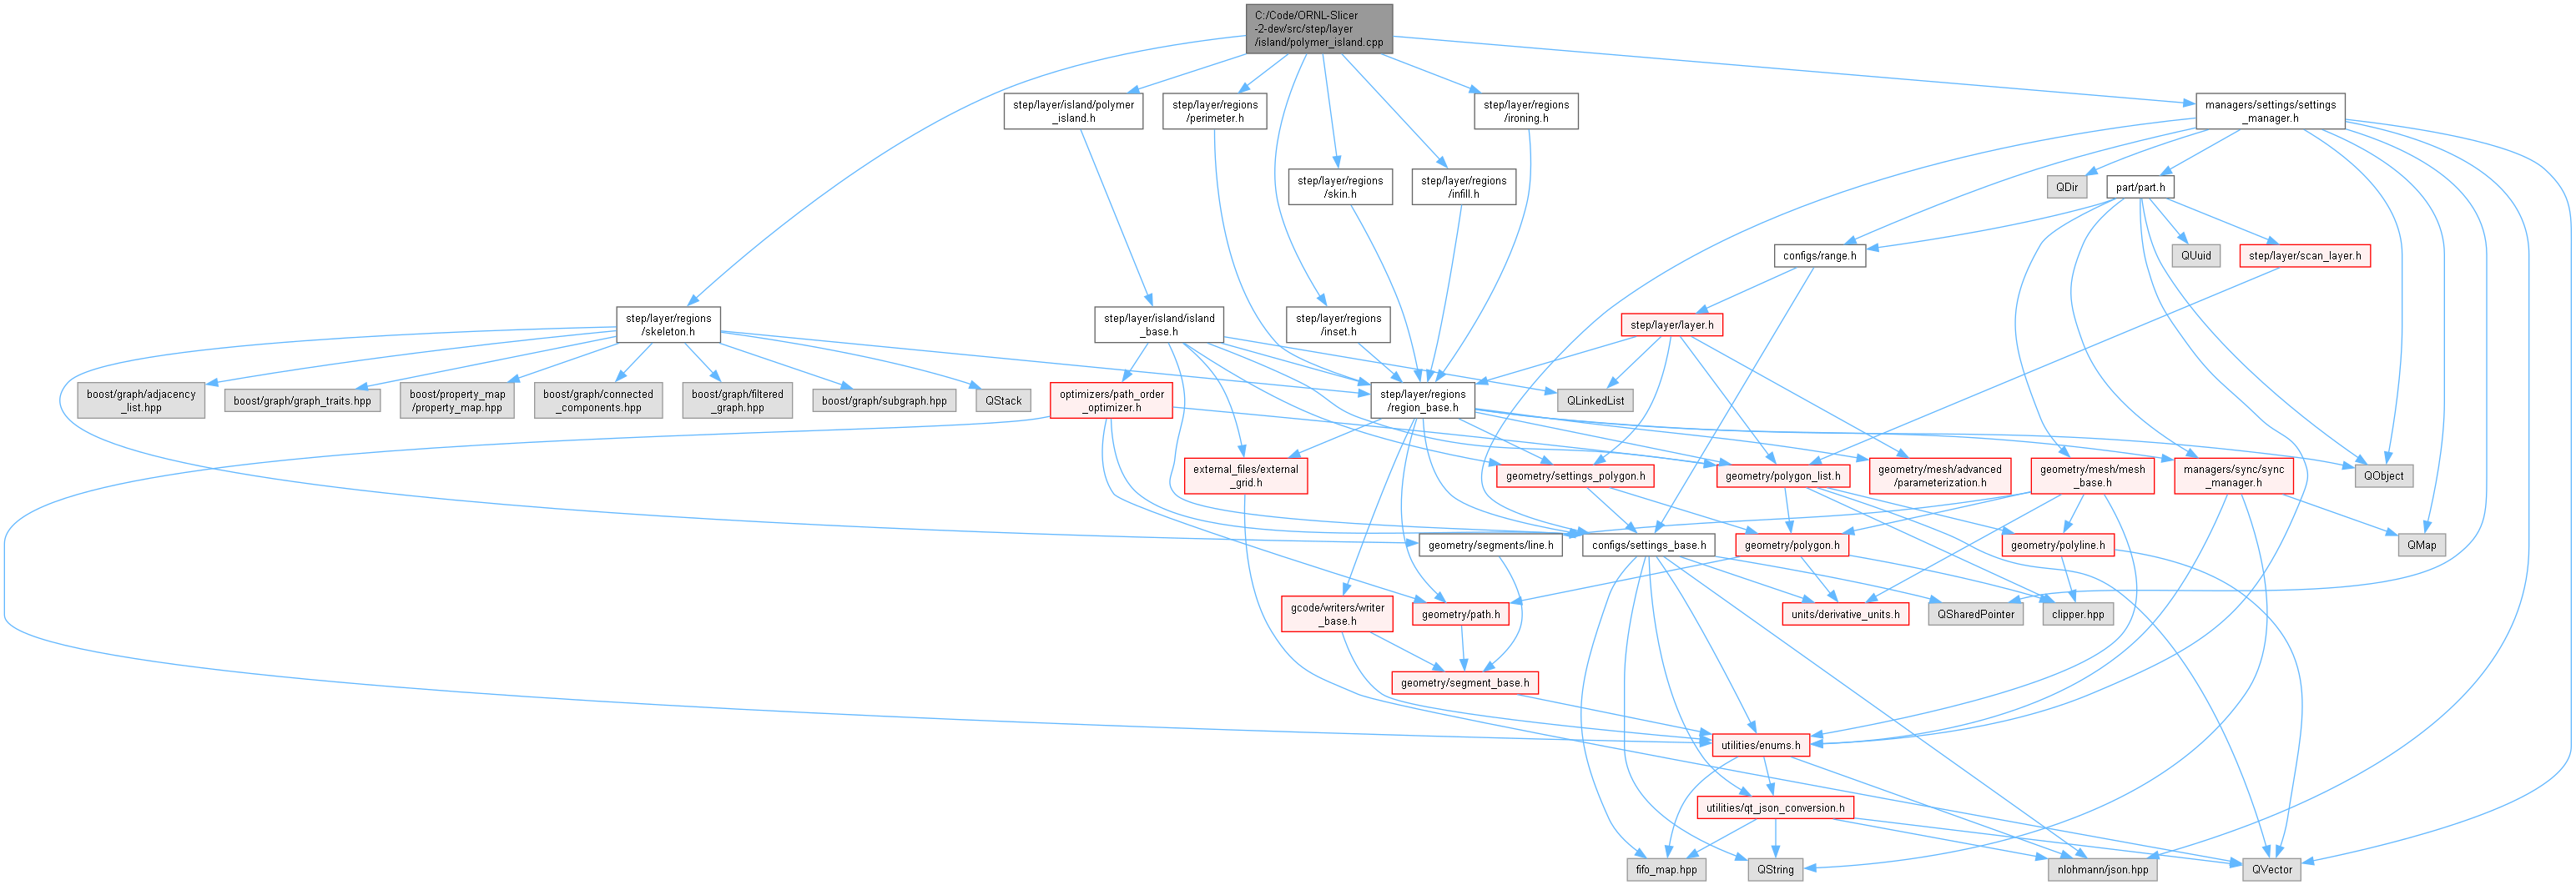 C:/Code/ORNL-Slicer
-2-dev/src/step/layer
/island/polymer_island.cpp
step/layer/island/polymer
_island.h
step/layer/regions
/perimeter.h
step/layer/regions
/ironing.h
managers/settings/settings
_manager.h
step/layer/regions
/skin.h
step/layer/regions
/infill.h
QDir
part/part.h
configs/range.h
QUuid
step/layer/scan_layer.h
step/layer/regions
/skeleton.h
step/layer/island/island
_base.h
step/layer/regions
/inset.h
step/layer/layer.h
boost/graph/adjacency
_list.hpp
boost/graph/graph_traits.hpp
boost/property_map
/property_map.hpp
boost/graph/connected
_components.hpp
boost/graph/filtered
_graph.hpp
boost/graph/subgraph.hpp
QStack
optimizers/path_order
_optimizer.h
step/layer/regions
/region_base.h
QLinkedList
external_files/external
_grid.h
geometry/settings_polygon.h
geometry/polygon_list.h
geometry/mesh/advanced
/parameterization.h
geometry/mesh/mesh
_base.h
managers/sync/sync
_manager.h
QObject
geometry/segments/line.h
configs/settings_base.h
geometry/polygon.h
geometry/polyline.h
QMap
gcode/writers/writer
_base.h
geometry/path.h
units/derivative_units.h
QSharedPointer
clipper.hpp
geometry/segment_base.h
utilities/enums.h
utilities/qt_json_conversion.h
fifo_map.hpp
QString
nlohmann/json.hpp
QVector